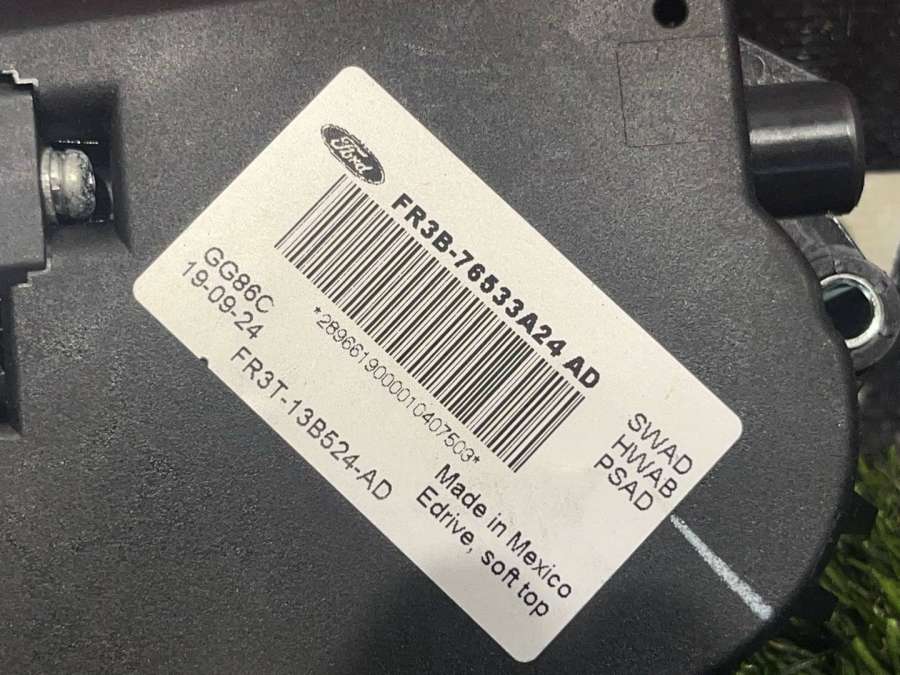 Ford
FR3B-76533A24 AD
*2896619000010407503*
GG86C
19-09-24
FR3T-13B524-AD
SWAD
HWAB
PSAD
Made in Mexico
Edrive, soft top